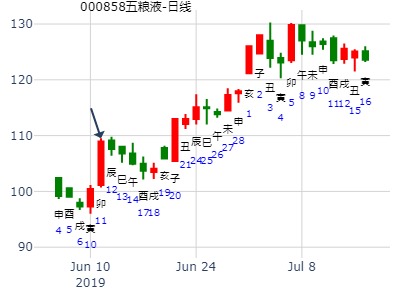 000858五粮液-日线
130
120
110
100
90
申 4
酉 5
戌 6
寅 10
卯 11
辰 12
巳 13
午 14
酉 17
戌 18
亥 19
子 20
丑 21
辰 24
巳 25
午 26
未 27
申 28
亥 1
子 2
丑 3
寅 4
卯 5
午 8
未 9
申 10
酉 11
戌 12
丑 15
寅 16
Jun 10
2019
Jun 24
Jul 8